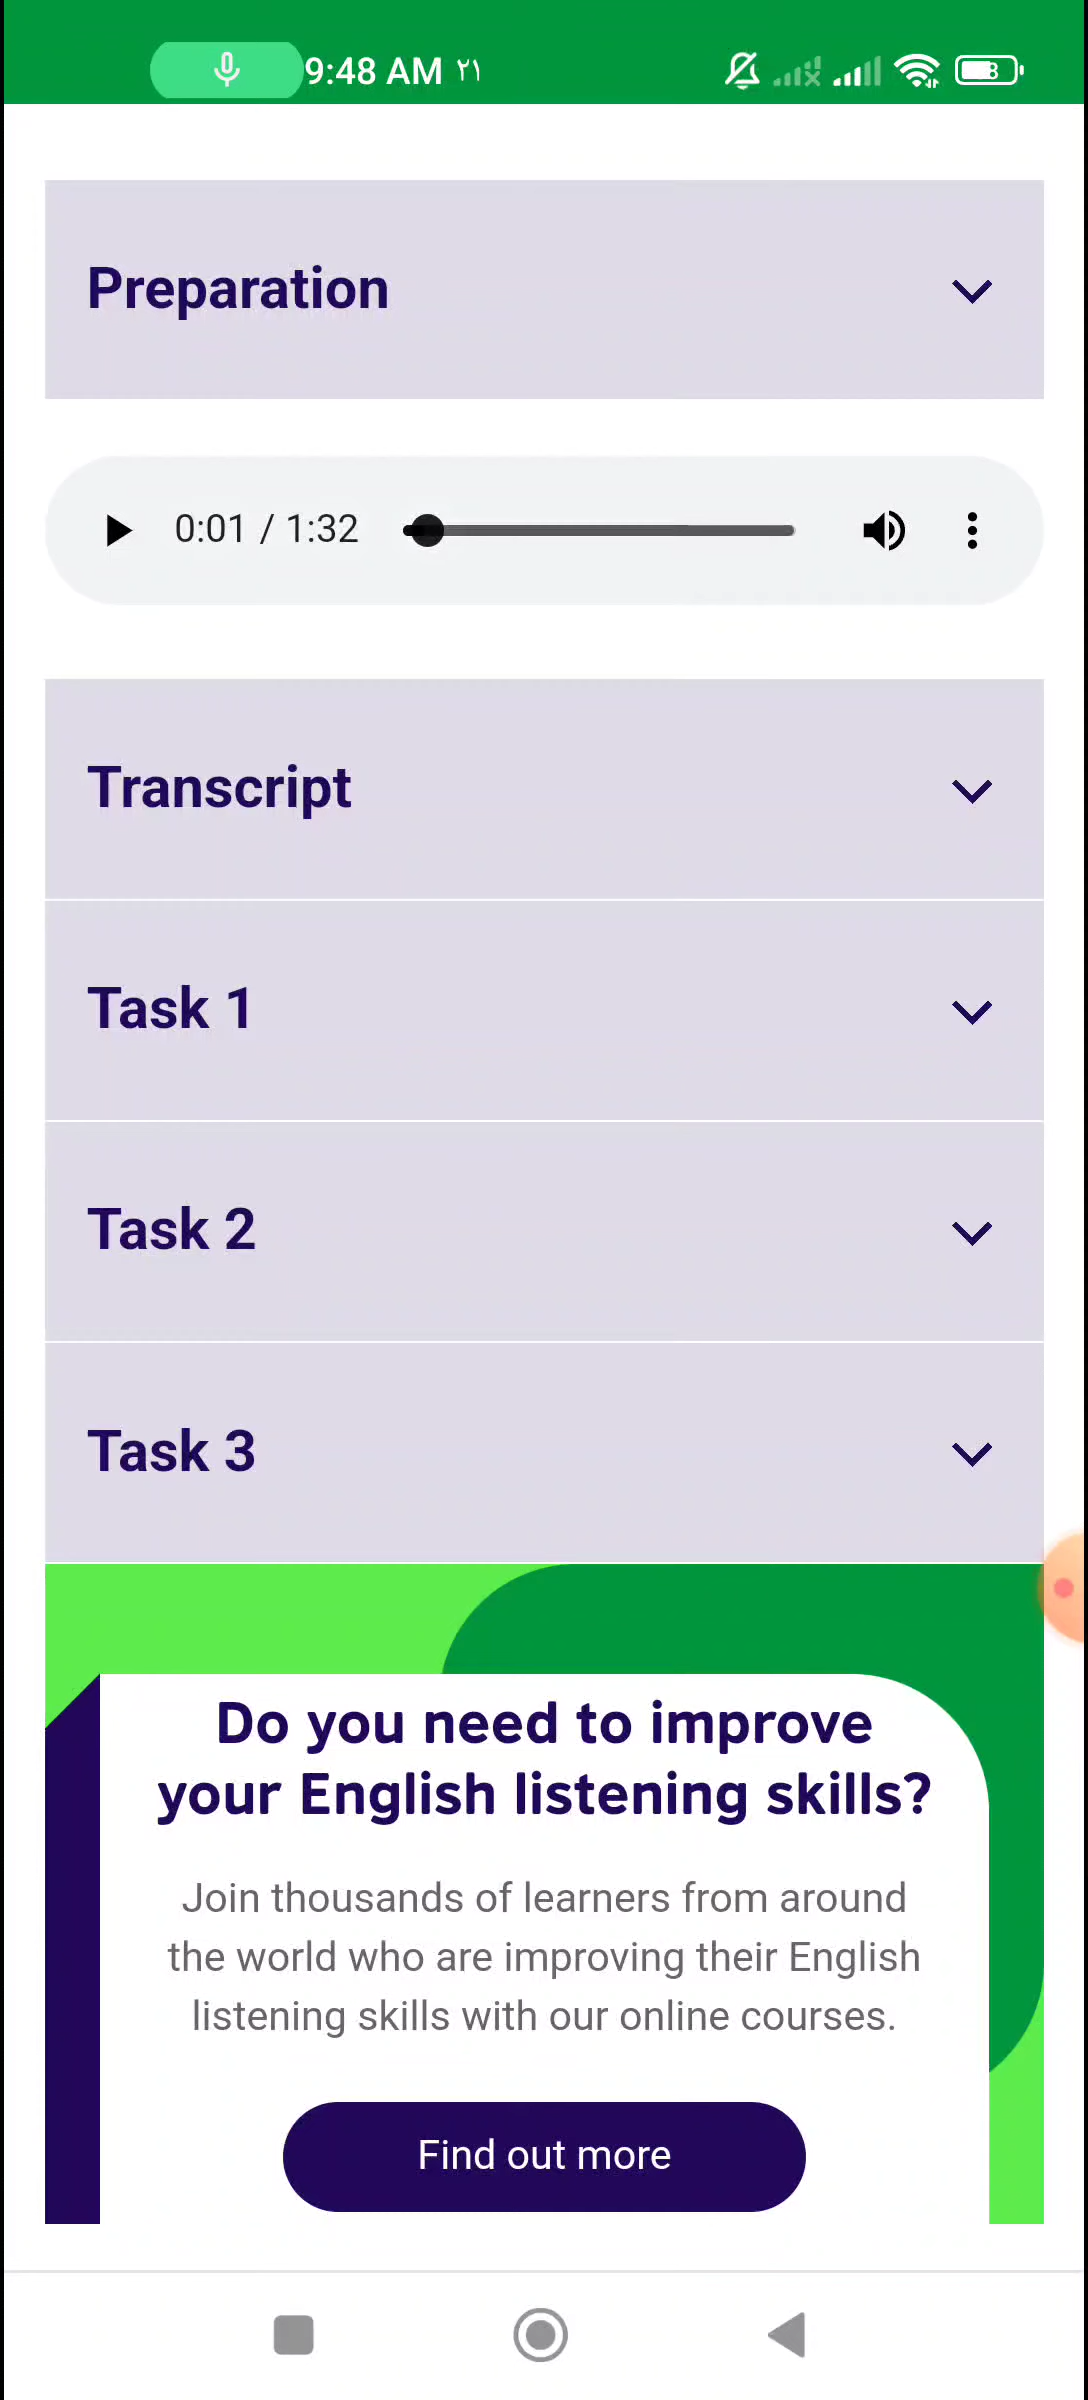 9:48 AM ٢١
Preparation
0:01 / 1:32
Transcript
Task 1
Task 2
Task 3
Do you need to improve
your English listening skills?
Join thousands of learners from around
the world who are improving their English
listening skills with our online courses.
Find out more